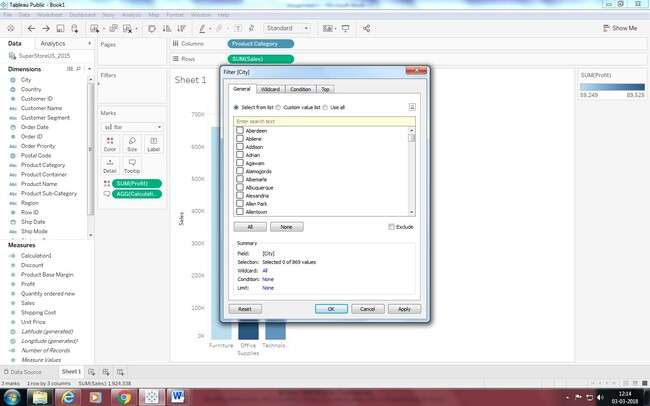 Tableau Public - Book1
File Data Worksheet Dashboard Story Analysis Map Format Window Help
Standard
Show Me
Data Analytics
SuperStoreUS_2015
Dimensions
City
Country
Customer ID
Customer Name
Customer Segment
Order Date
Order ID
Order Priority
Postal Code
Product Category
Product Container
Product Name
Product Sub-Category
Region
Row ID
Ship Date
Ship Mode
Measures
Calculation1
Discount
Product Base Margin
Profit
Quantity ordered new
Sales
Shipping Cost
Unit Price
Latitude (generated)
Longitude (generated)
Number of Records
Measure Values
Pages
Filters
Marks
Bar
Color Size Label
Detail Tooltip
SUM(Profit)
AGG(Calculati..
Columns Product Category
Rows SUM(Sales)
Sheet 1
Sales
700K
600K
500K
400K
300K
200K
100K
0K
Furniture Office Supplies Technolo..
Filter [City]
General Wildcard Condition Top
Select from list Custom value list Use all
Enter search text
Aberdeen
Abilene
Addison
Adrian
Agawam
Alamogordo
Albemarle
Albuquerque
Alexandria
Allen Park
Allentown
All None Exclude
Summary
Field: [City]
Selection: Selected 0 of 869 values
Wildcard: All
Condition: None
Limit: None
Reset OK Cancel Apply
SUM(Profit)
59,249 89,525
Data Source Sheet 1
3 marks 1 row by 3 columns SUM(Sales): 1,924,338
12:14
03-03-2018